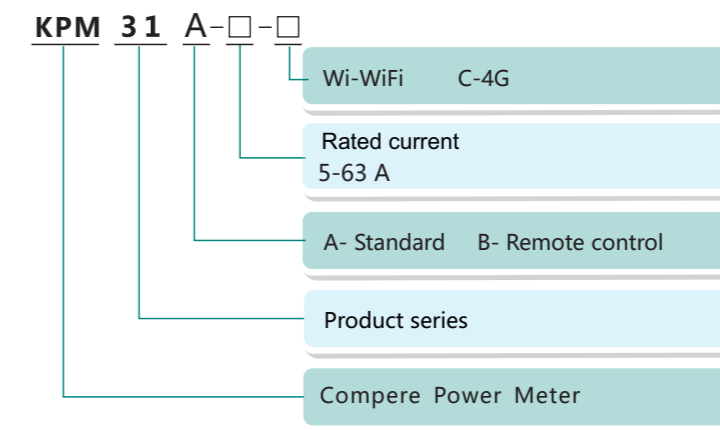 KPM 31 A-□-□
Wi-WiFi C-4G
Rated current
5-63 A
A- Standard B- Remote control
Product series
Compere Power Meter